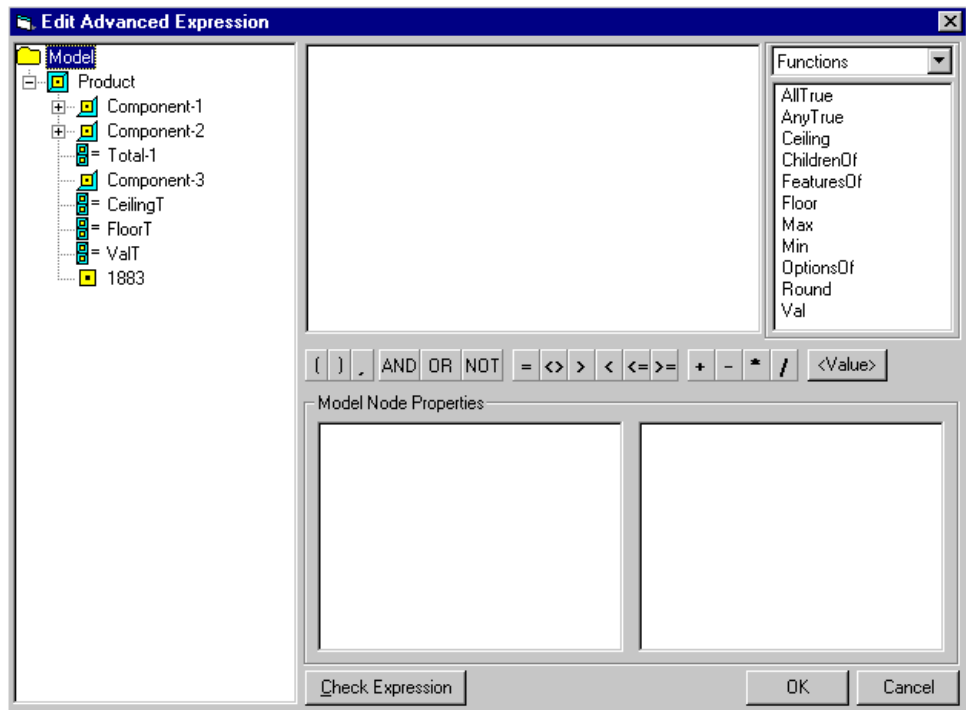 Edit Advanced Expression
Model
Product
Component-1
Component-2
= Total-1
Component-3
= CeilingT
= FloorT
= ValT
1883
Functions
AllTrue
AnyTrue
Ceiling
ChildrenOf
FeaturesOf
Floor
Max
Min
OptionsOf
Round
Val
( ) , AND OR NOT = <> > < <= >= + - * / <Value>
Model Node Properties
Check Expression OK Cancel